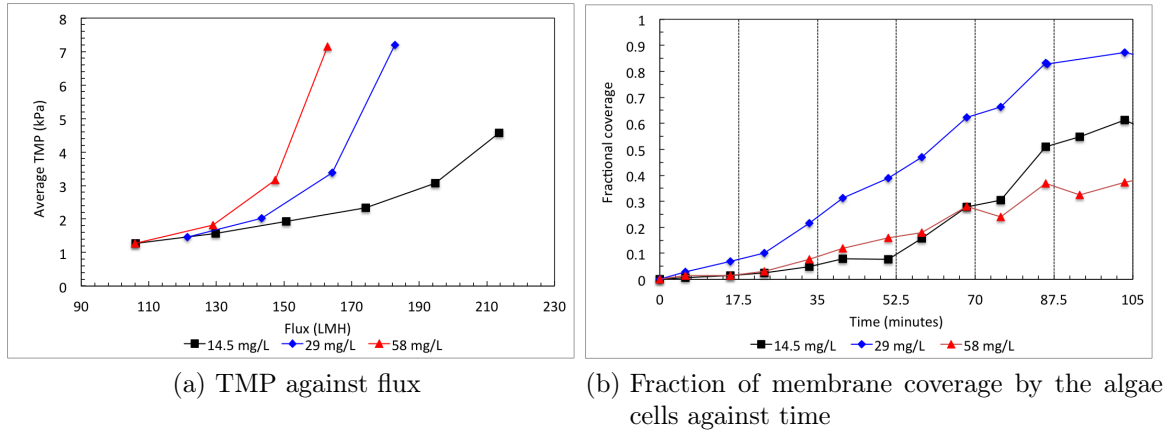 8
7
6
5
4
3
2
1
0
Average TMP (kPa)
90 110 130 150 170 190 210 230
Flux (LMH)
14.5 mg/L 29 mg/L 58 mg/L
(a) TMP against flux
1
0.9
0.8
0.7
0.6
0.5
0.4
0.3
0.2
0.1
0
Fractional coverage
0 17.5 35 52.5 70 87.5 105
Time (minutes)
14.5 mg/L 29 mg/L 58 mg/L
(b) Fraction of membrane coverage by the algae
cells against time